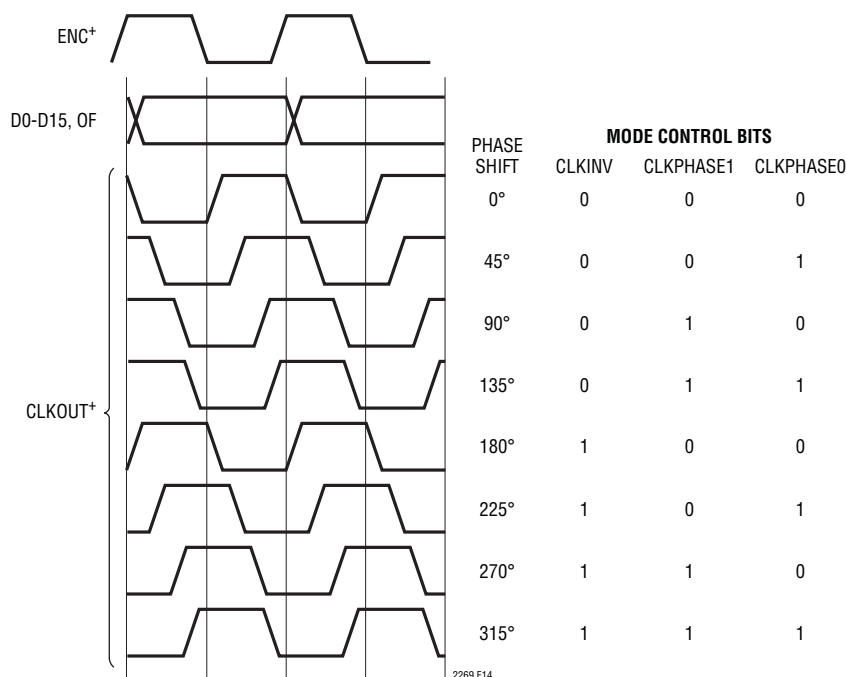 ENC+
D0-D15, OF
CLKOUT+
MODE CONTROL BITS
PHASE SHIFT CLKINV CLKPHASE1 CLKPHASE0
0° 0 0 0
45° 0 0 1
90° 0 1 0
135° 0 1 1
180° 1 0 0
225° 1 0 1
270° 1 1 0
315° 1 1 1
2269 F14